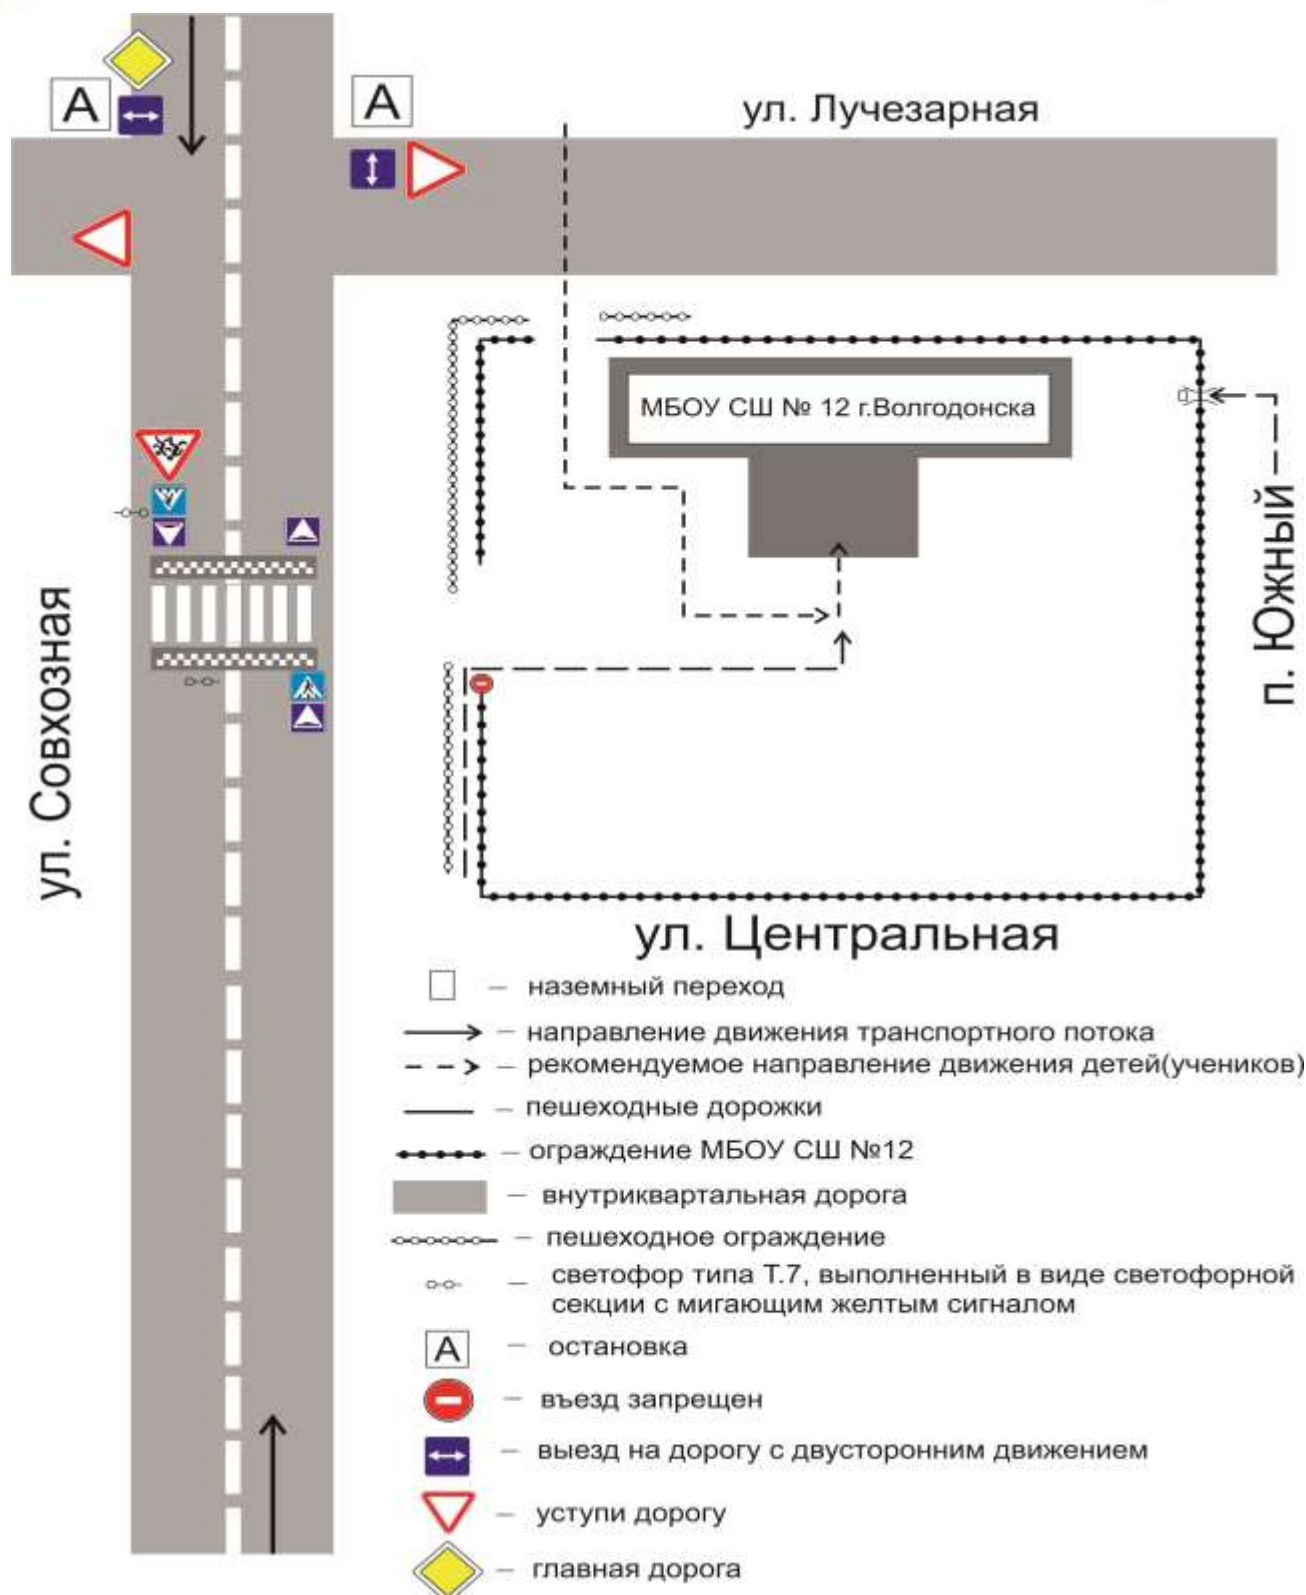 А
А
ул. Лучезарная
МБОУ СШ № 12 г.Волгодонска
п. Южный
ул. Совхозная
ул. Центральная
– наземный переход
– направление движения транспортного потока
– рекомендуемое направление движения детей(учеников)
– пешеходные дорожки
– ограждение МБОУ СШ №12
– внутриквартальная дорога
– пешеходное ограждение
– светофор типа Т.7, выполненный в виде светофорной
секции с мигающим желтым сигналом
А – остановка
– въезд запрещен
– выезд на дорогу с двусторонним движением
– уступи дорогу
– главная дорога